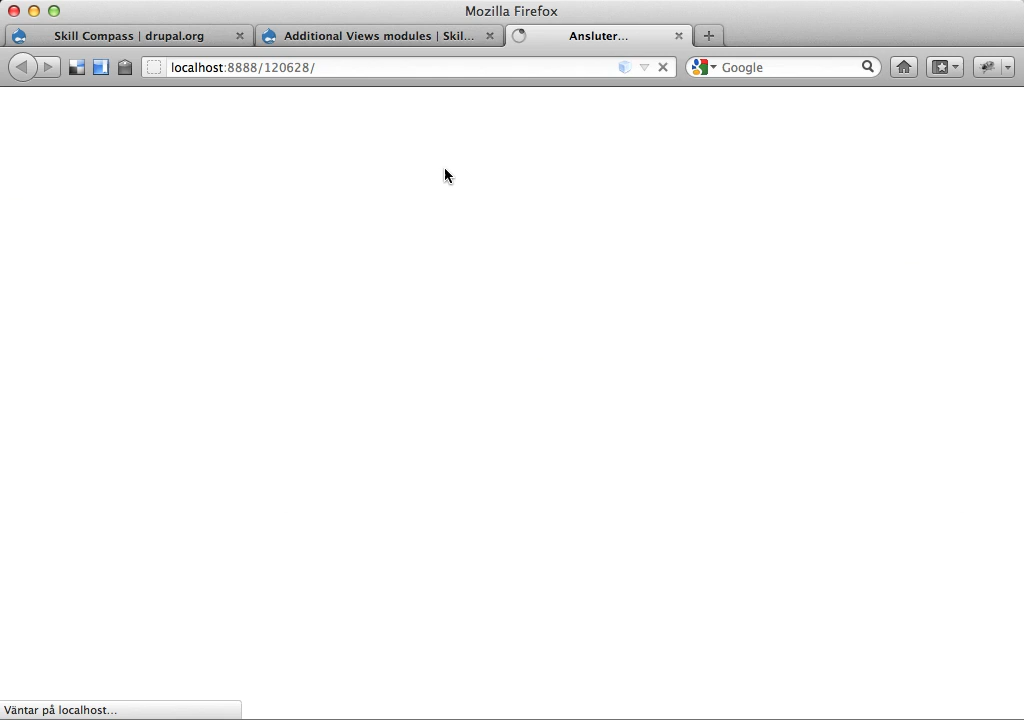 Mozilla Firefox
Skill Compass | drupal.org
Additional Views modules | Skil...
Ansluter...
localhost:8888/120628/
Google
Väntar på localhost...